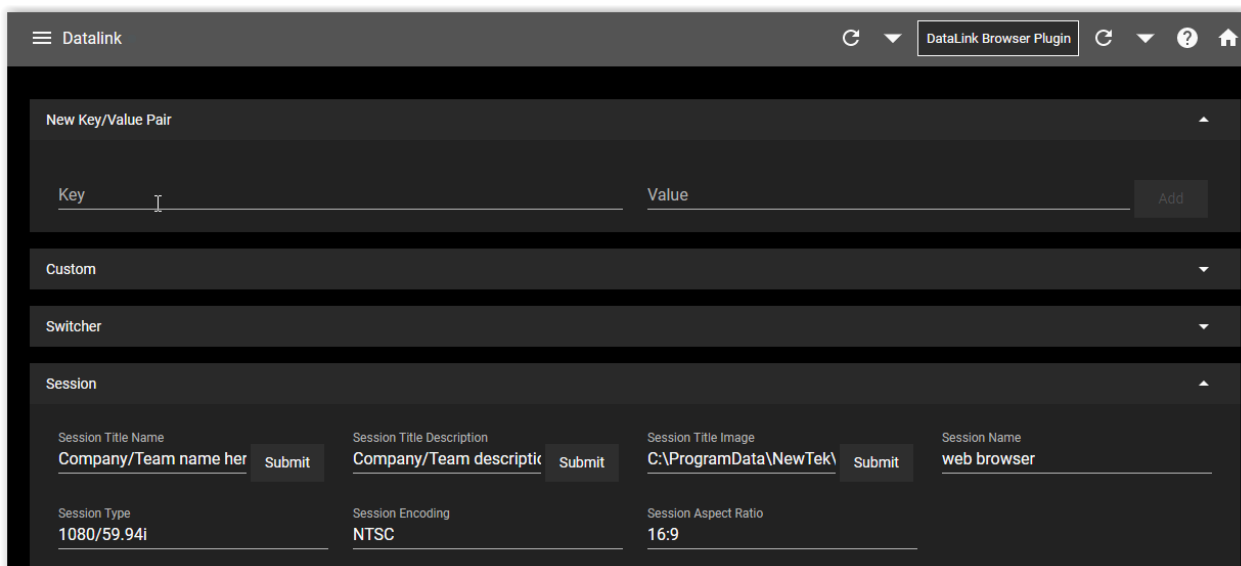 Datalink
DataLink Browser Plugin
New Key/Value Pair
Key
Value
Add
Custom
Switcher
Session
Session Title Name
Company/Team name her
Submit
Session Title Description
Company/Team descriptic
Submit
Session Title Image
C:\ProgramData\NewTek\
Submit
Session Name
web browser
Session Type
1080/59.94i
Session Encoding
NTSC
Session Aspect Ratio
16:9